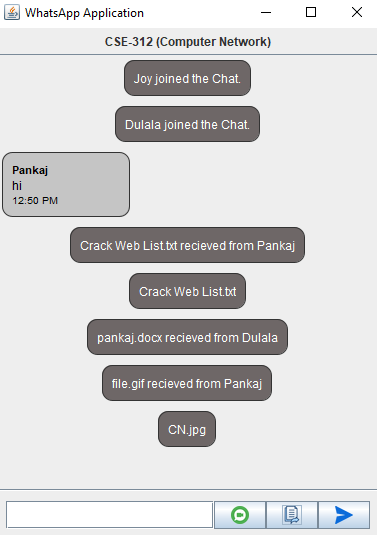 WhatsApp Application
CSE-312 (Computer Network)
Joy joined the Chat.
Dulala joined the Chat.
Pankaj
hi
12:50 PM
Crack Web List.txt recieved from Pankaj
Crack Web List.txt
pankaj.docx recieved from Dulala
file.gif recieved from Pankaj
CN.jpg